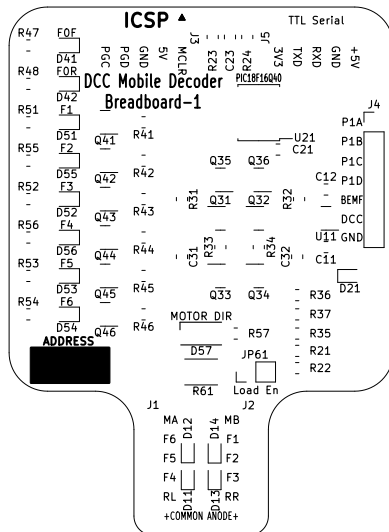 ICSP ▲ TTL Serial
R47 F0F PGC PGD GND 5V MCLR J3 R23 C23 R24 J5 3V3 TXD RXD GND +5V
D41
R48 F0R DCC Mobile Decoder PIC18F16Q40
D42 Breadboard-1
R51 F1 J4
D51 Q41 R41 U21 P1A
R55 F2 C21 P1B
D55 Q42 R42 Q35 Q36 P1C
R52 F3 C12 P1D
D52 Q43 R43 R31 Q31 Q32 R32 BEMF
R56 F4 DCC
D56 Q44 R44 C31 R33 R34 C32 U11 GND
R53 F5 C11
D53 Q45 R45 Q33 Q34 R36 D21
R54 F6 R37
D54 Q46 R46 MOTOR DIR R57 R35
ADDRESS D57 JP61 R21
R22
R61 Load En
J1 J2
MA D12 D14 MB
F6 F1
F5 F2
F4 F3
RL D11 D13 RR
+COMMON ANODE+